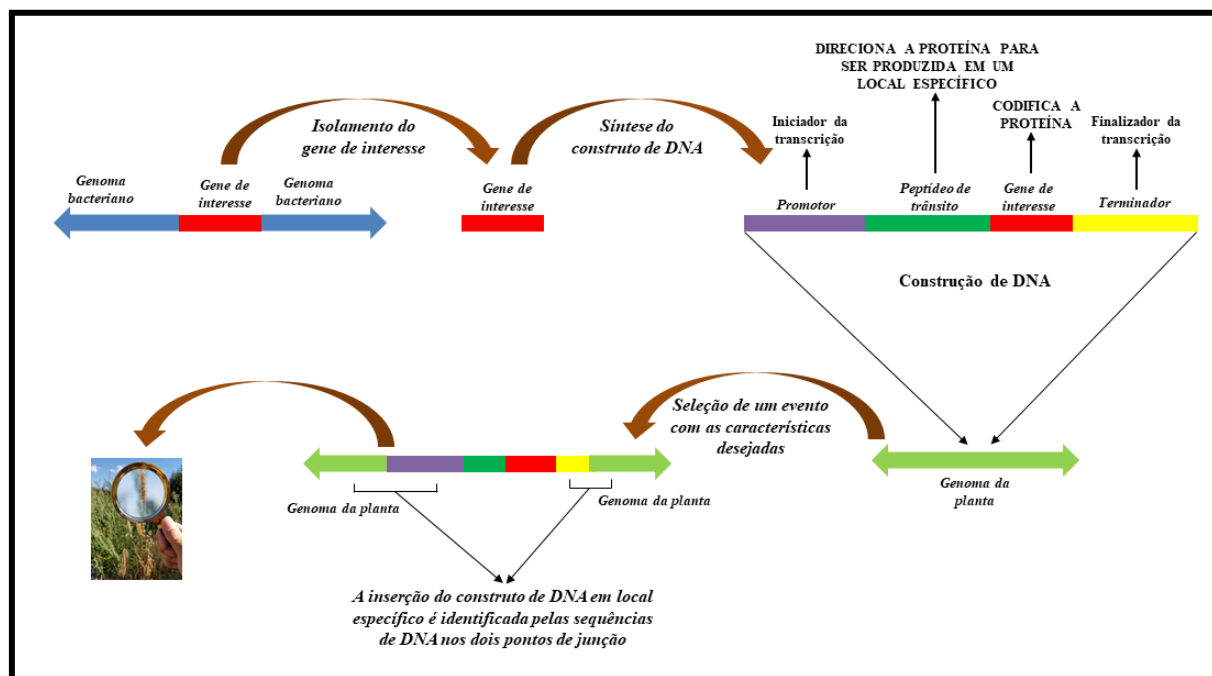 DIRECIONA A PROTEÍNA PARA
SER PRODUZIDA EM UM
LOCAL ESPECÍFICO
Isolamento do
gene de interesse
Síntese do
construto de DNA
Iniciador da
transcrição
CODIFICA A
PROTEÍNA
Finalizador da
transcrição
Genoma
bacteriano
Gene de
interesse
Genoma
bacteriano
Gene de
interesse
Promotor
Peptídeo de
trânsito
Gene de
interesse
Terminador
Construção de DNA
Seleção de um evento
com as características
desejadas
Genoma da planta
Genoma da planta
Genoma da
planta
A inserção do construto de DNA em local
específico é identificada pelas sequências
de DNA nos dois pontos de junção